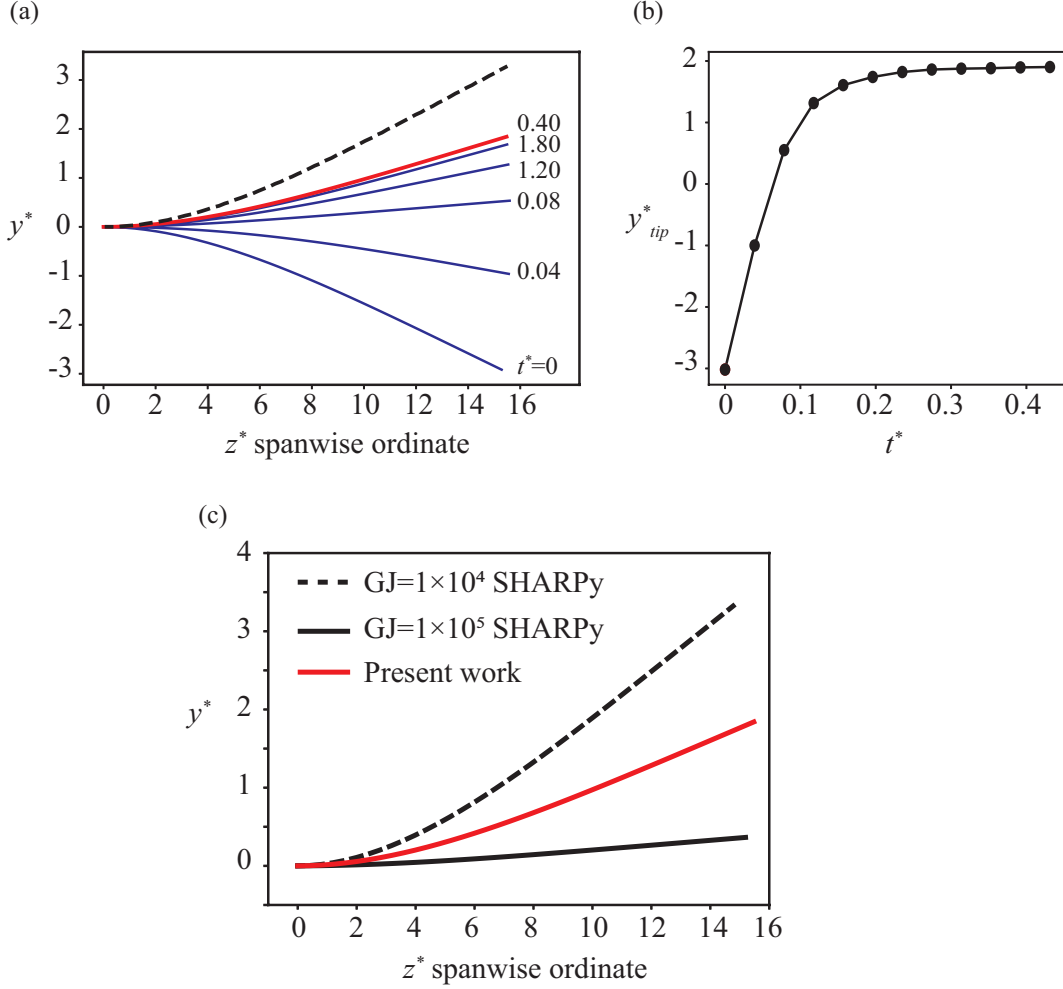 (a)
3
2
1
0
-1
-2
-3
y*
0.40
1.80
1.20
0.08
0.04
t*=0
0 2 4 6 8 10 12 14 16
z* spanwise ordinate
(b)
2
1
0
-1
-2
-3
y*tip
0 0.1 0.2 0.3 0.4
t*
(c)
4
3
2
1
0
y*
GJ=1×10⁴ SHARPy
GJ=1×10⁵ SHARPy
Present work
0 2 4 6 8 10 12 14 16
z* spanwise ordinate